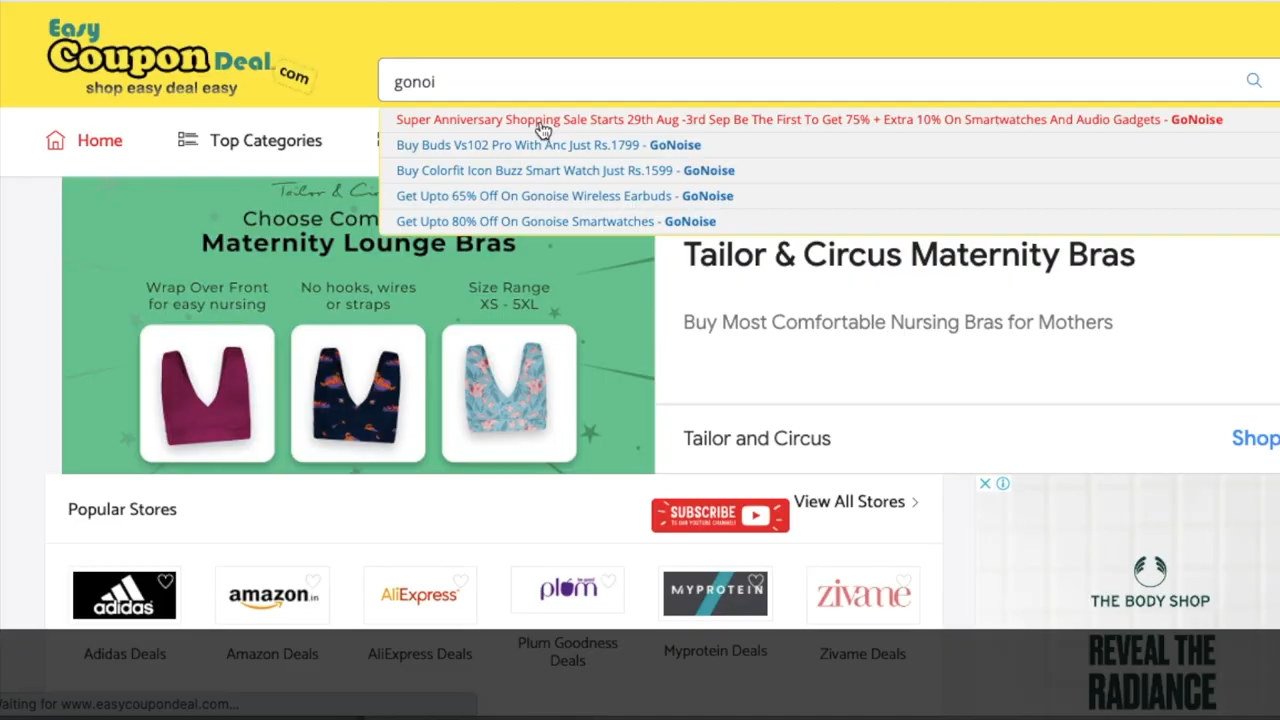 Easy
Coupon Deal
.com
shop easy deal easy
gonoi
Home
Top Categories
Super Anniversary Shopping Sale Starts 29th Aug -3rd Sep Be The First To Get 75% + Extra 10% On Smartwatches And Audio Gadgets - GoNoise
Buy Buds Vs102 Pro With Anc Just Rs.1799 - GoNoise
Buy Colorfit Icon Buzz Smart Watch Just Rs.1599 - GoNoise
Get Upto 65% Off On Gonoise Wireless Earbuds - GoNoise
Get Upto 80% Off On Gonoise Smartwatches - GoNoise
Tailor &
Choose Com
Maternity Lounge Bras
Wrap Over Front
for easy nursing
No hooks, wires
or straps
Size Range
XS - 5XL
Tailor & Circus Maternity Bras
Buy Most Comfortable Nursing Bras for Mothers
Tailor and Circus
Shop
Popular Stores
SUBSCRIBE
TO OUR YOUTUBE CHANNEL
View All Stores
adidas
amazon.in
AliExpress
plum
MYPROTEIN
zivame
Adidas Deals
Amazon Deals
AliExpress Deals
Plum Goodness
Deals
Myprotein Deals
Zivame Deals
THE BODY SHOP
REVEAL THE
RADIANCE
aiting for www.easycoupondeal.com...